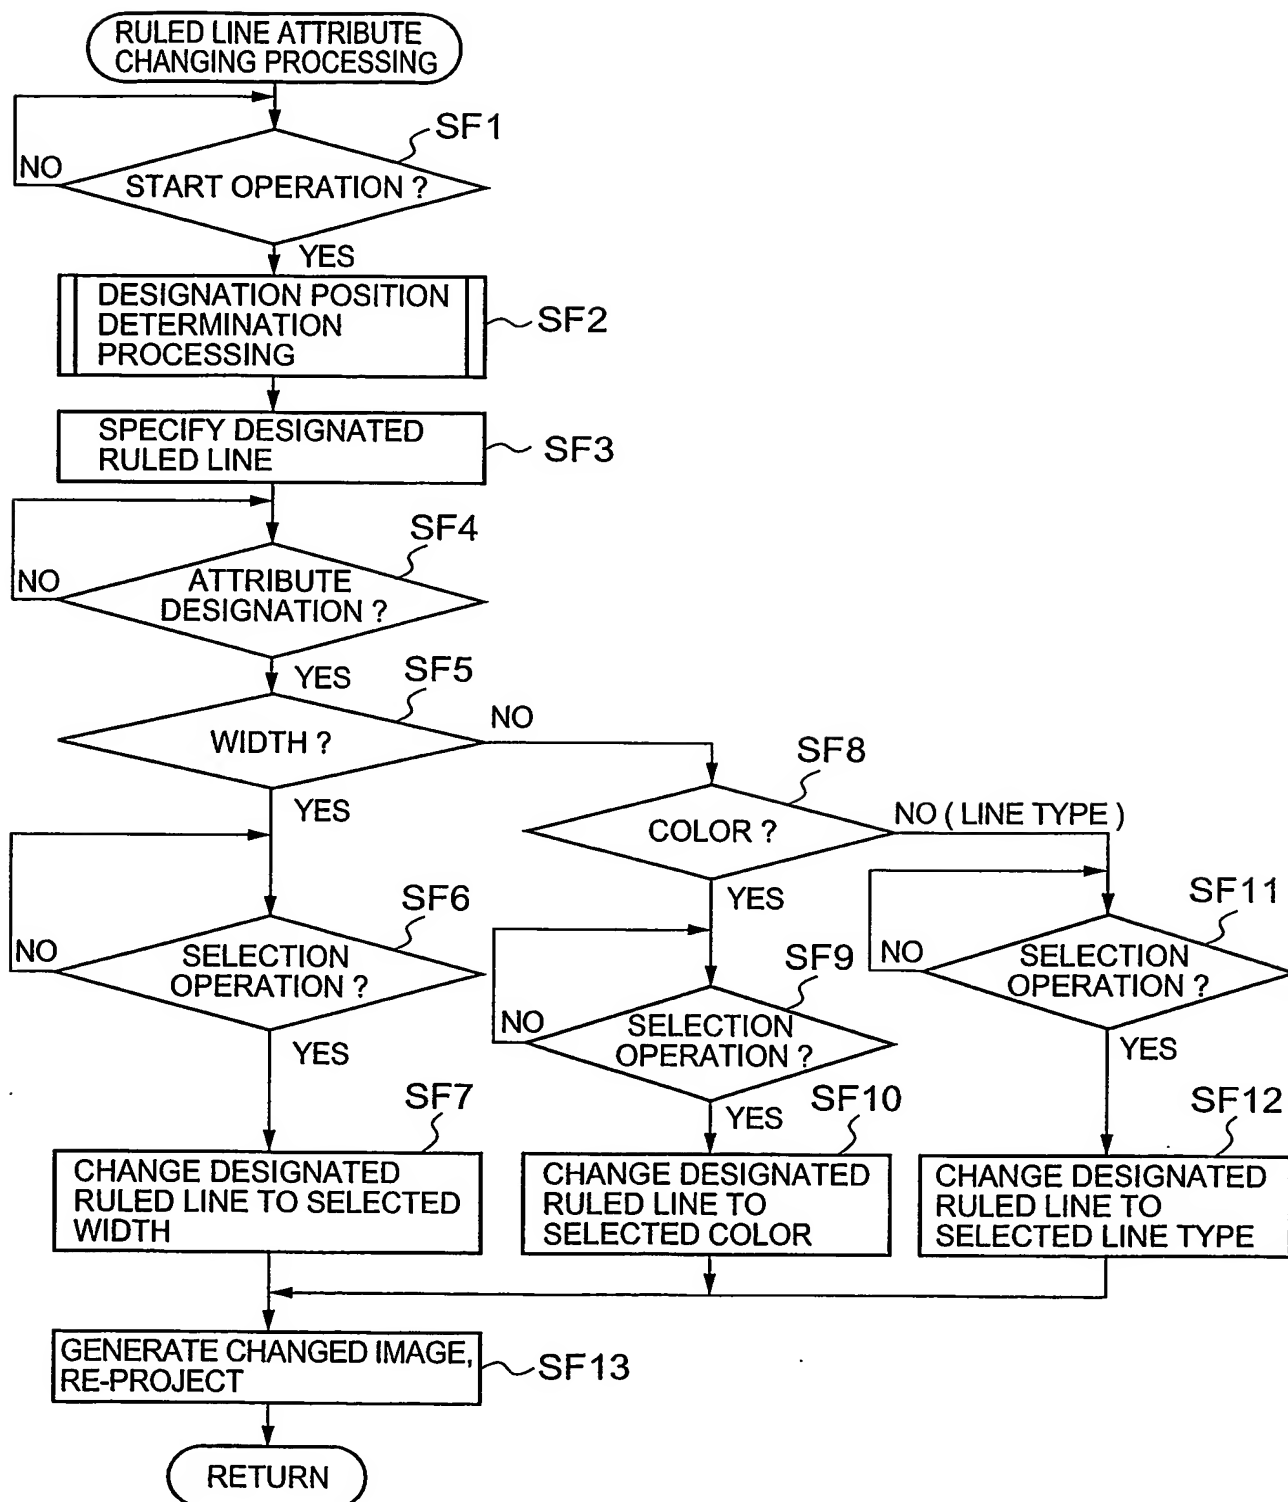 RULED LINE ATTRIBUTE
CHANGING PROCESSING
SF1
NO
START OPERATION ?
YES
DESIGNATION POSITION
DETERMINATION
PROCESSING
SF2
SPECIFY DESIGNATED
RULED LINE
SF3
SF4
NO
ATTRIBUTE
DESIGNATION ?
YES
SF5
NO
WIDTH ?
YES
SF8
COLOR ?
NO ( LINE TYPE )
YES
SF6
NO
SELECTION
OPERATION ?
YES
SF9
NO
SELECTION
OPERATION ?
YES
SF11
NO
SELECTION
OPERATION ?
YES
SF7
CHANGE DESIGNATED
RULED LINE TO SELECTED
WIDTH
SF10
CHANGE DESIGNATED
RULED LINE TO
SELECTED COLOR
SF12
CHANGE DESIGNATED
RULED LINE TO
SELECTED LINE TYPE
GENERATE CHANGED IMAGE,
RE-PROJECT
SF13
RETURN